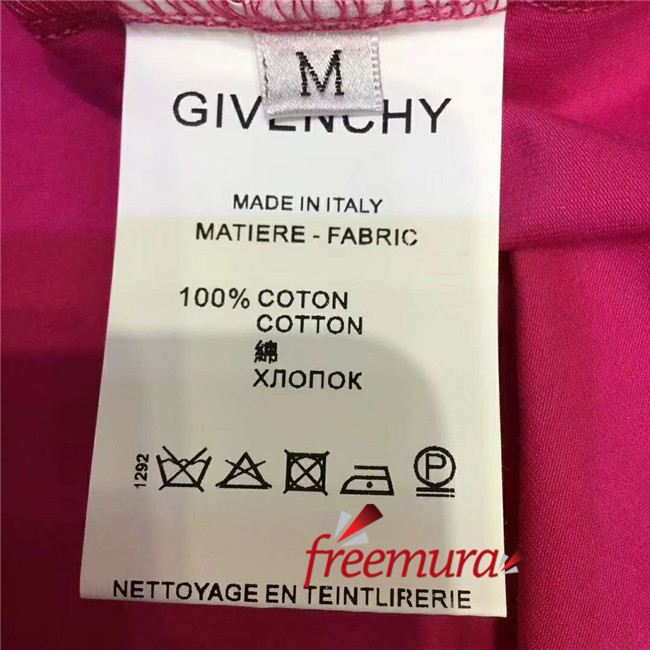 M
GIVENCHY
MADE IN ITALY
MATIERE - FABRIC
100% COTON
COTTON
綿
ХЛОПОК
1292
P
freemura
NETTOYAGE EN TEINTLIRERIE